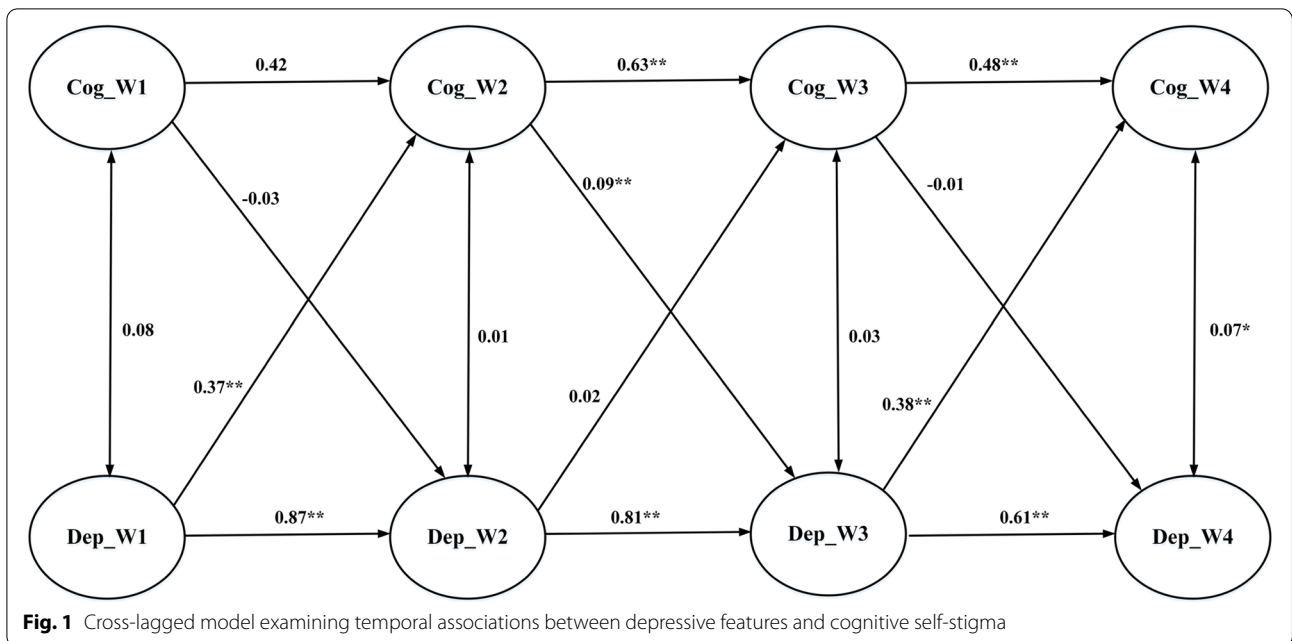 Cog_W1 0.42 Cog_W2 0.63** Cog_W3 0.48** Cog_W4
-0.03 0.09** -0.01
0.08 0.01 0.03 0.07*
0.37** 0.02 0.38**
Dep_W1 0.87** Dep_W2 0.81** Dep_W3 0.61** Dep_W4
Fig. 1 Cross-lagged model examining temporal associations between depressive features and cognitive self-stigma